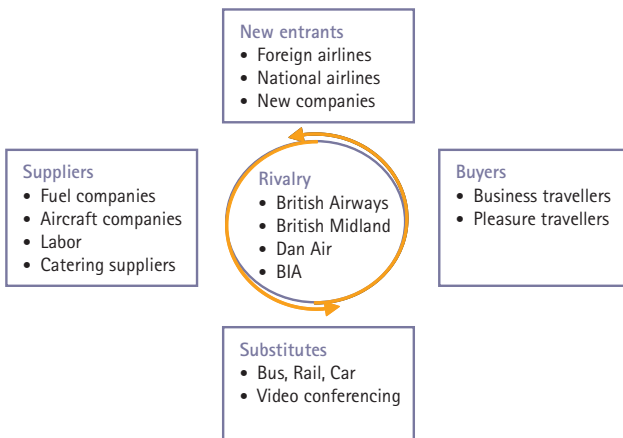 New entrants
• Foreign airlines
• National airlines
• New companies
Suppliers
• Fuel companies
• Aircraft companies
• Labor
• Catering suppliers
Rivalry
• British Airways
• British Midland
• Dan Air
• BIA
Buyers
• Business travellers
• Pleasure travellers
Substitutes
• Bus, Rail, Car
• Video conferencing